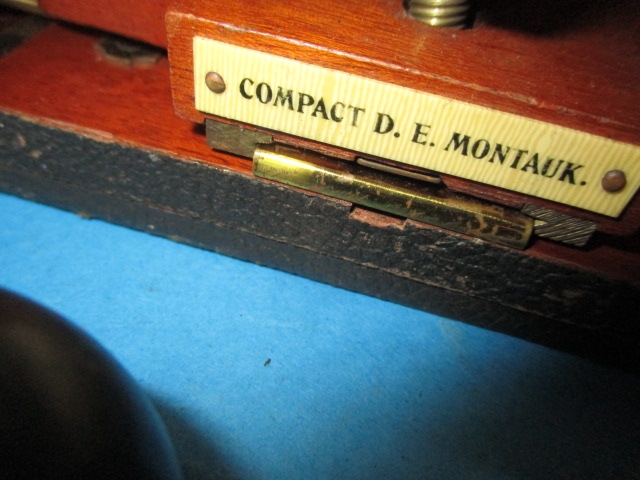 COMPACT D. E. MONTAUK.